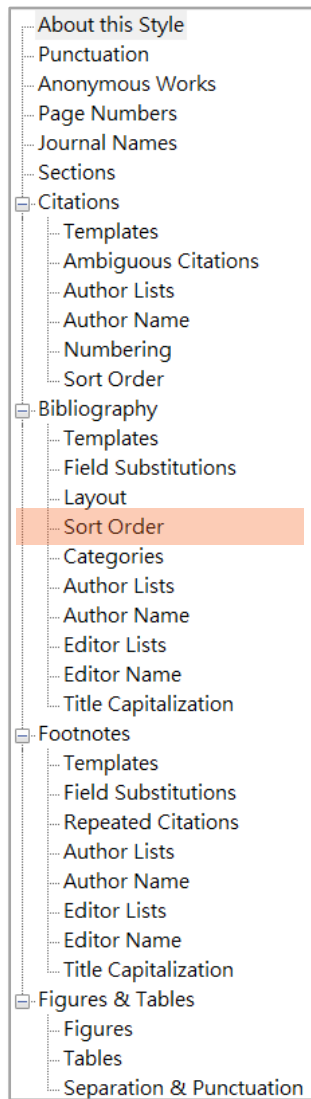 About this Style
Punctuation
Anonymous Works
Page Numbers
Journal Names
Sections
Citations
Templates
Ambiguous Citations
Author Lists
Author Name
Numbering
Sort Order
Bibliography
Templates
Field Substitutions
Layout
Sort Order
Categories
Author Lists
Author Name
Editor Lists
Editor Name
Title Capitalization
Footnotes
Templates
Field Substitutions
Repeated Citations
Author Lists
Author Name
Editor Lists
Editor Name
Title Capitalization
Figures & Tables
Figures
Tables
Separation & Punctuation